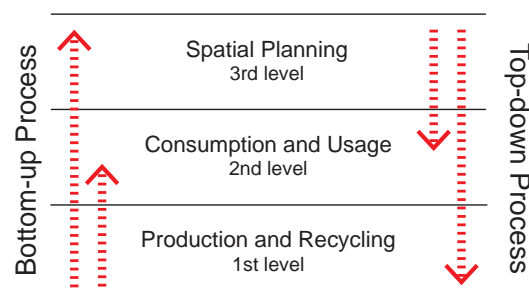 Spatial Planning
3rd level
Consumption and Usage
2nd level
Production and Recycling
1st level
Bottom-up Process
Top-down Process